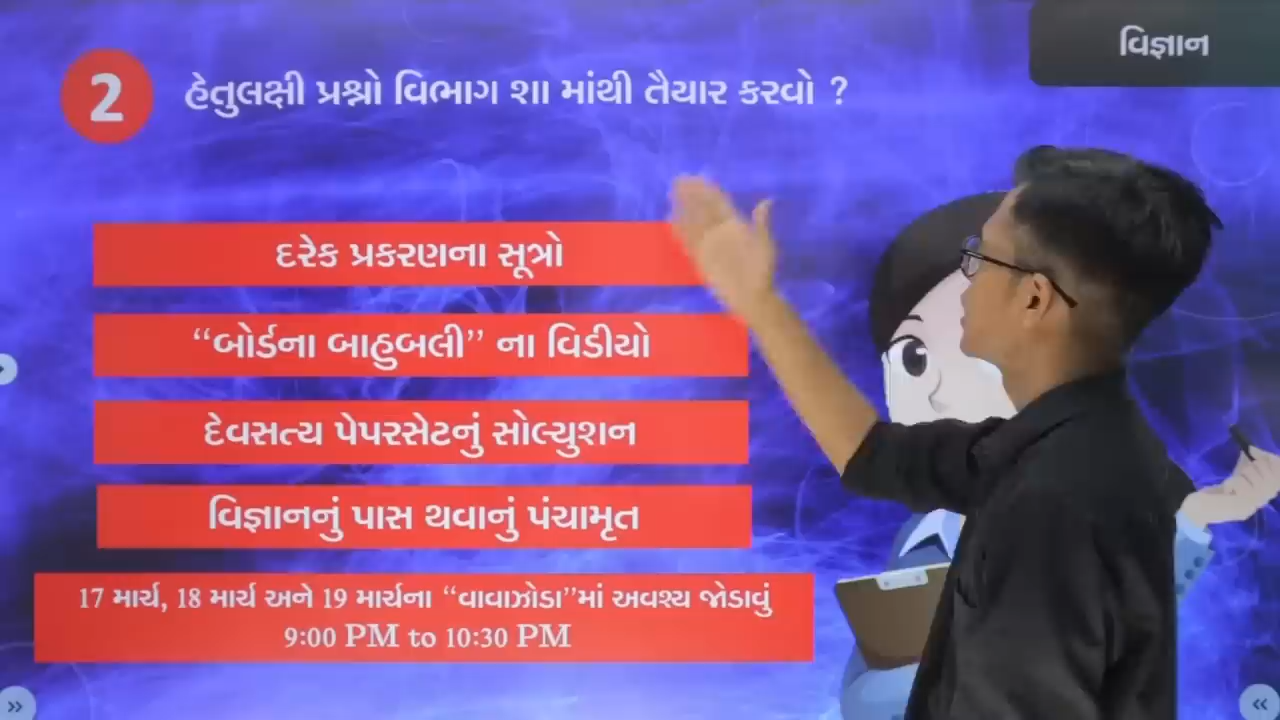 વિજ્ઞાન
2
હેતુલક્ષી પ્રશ્નો વિભાગ શા માંથી તૈયાર કરવો ?
દરેક પ્રકરણના સૂત્રો
“બોર્ડના બાહુબલી” ના વિડીયો
દેવસત્ય પેપરસેટનું સોલ્યુશન
વિજ્ઞાનનું પાસ થવાનું પંચામૃત
17 માર્ચ, 18 માર્ચ અને 19 માર્ચના “વાવાઝોડા”માં અવશ્ય જોડાવું
9:00 PM to 10:30 PM